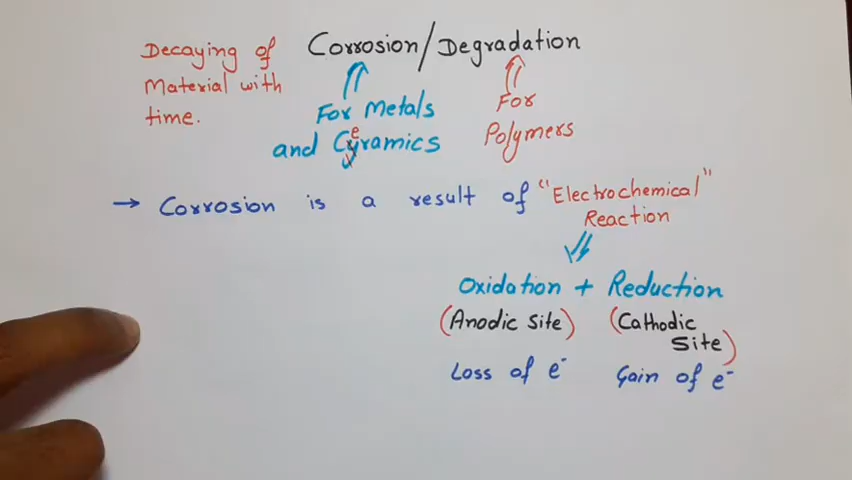 Decaying of
Material with
time.
Corrosion/Degradation
For Metals
and Ceramics
For
Polymers
→ Corrosion is a result of "Electrochemical"
Reaction
Oxidation + Reduction
(Anodic Site) (Cathodic
Site)
Loss of e⁻ Gain of e⁻